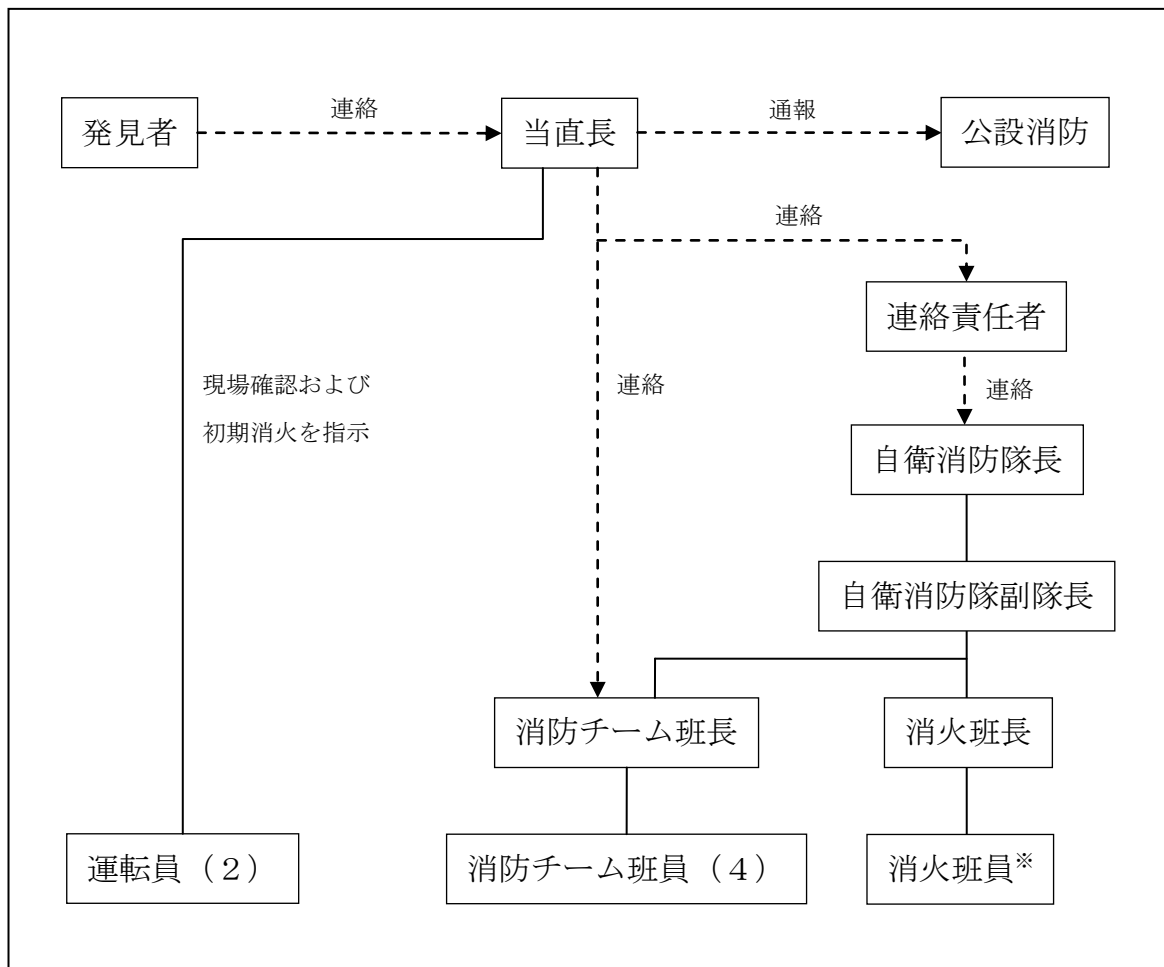 発見者
連絡
当直長
通報
公設消防
連絡
連絡責任者
現場確認および
初期消火を指示
連絡
連絡
自衛消防隊長
自衛消防隊副隊長
消防チーム班長
消火班長
運転員（２）
消防チーム班員（４）
消火班員※